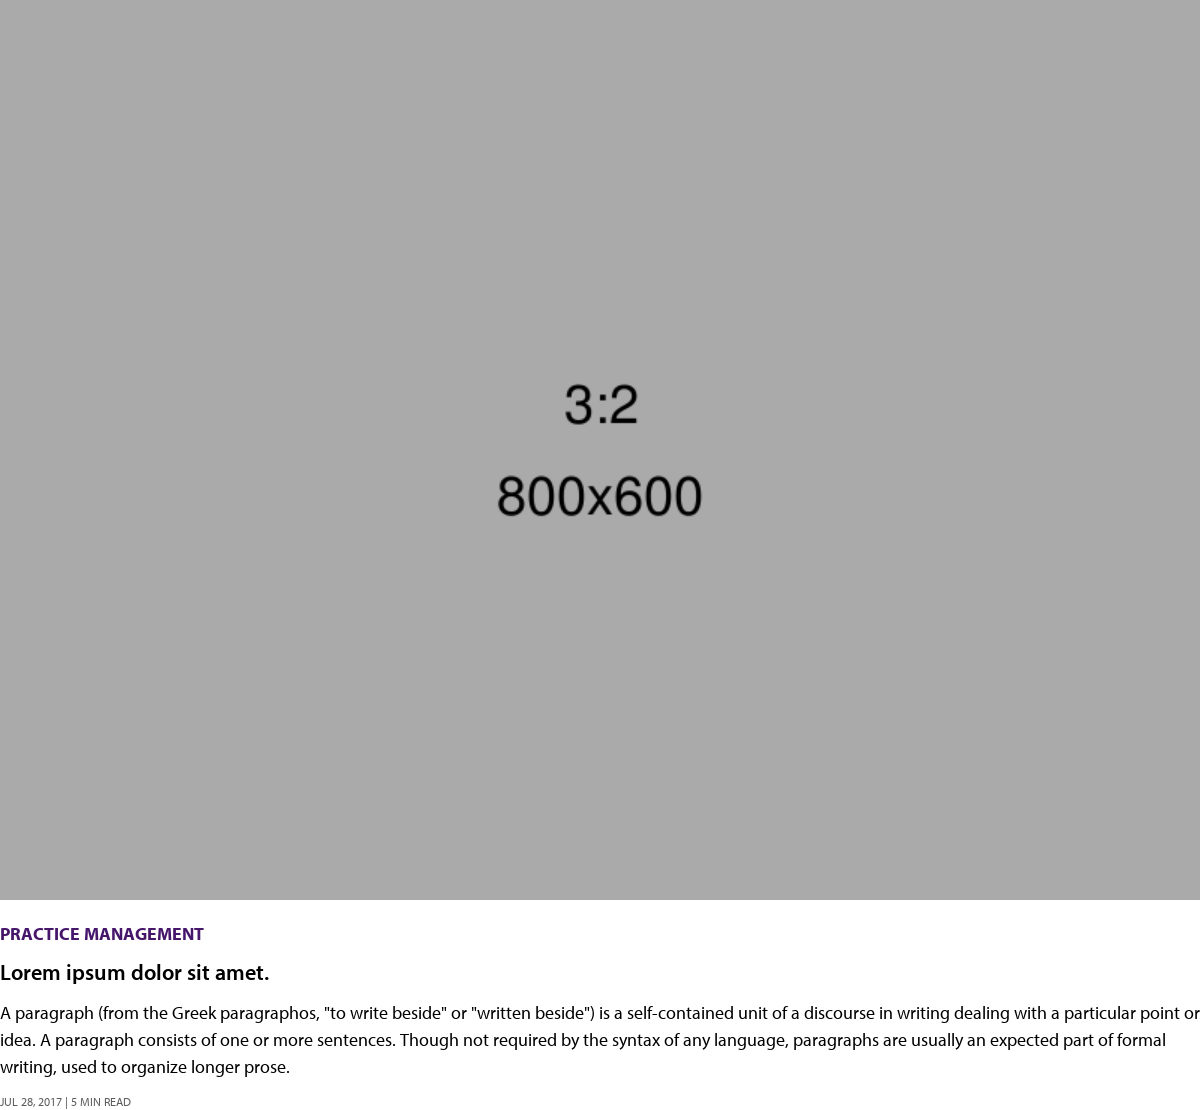 3:2
800x600
PRACTICE MANAGEMENT
Lorem ipsum dolor sit amet.
A paragraph (from the Greek paragraphos, "to write beside" or "written beside") is a self-contained unit of a discourse in writing dealing with a particular point or
idea. A paragraph consists of one or more sentences. Though not required by the syntax of any language, paragraphs are usually an expected part of formal
writing, used to organize longer prose.
JUL 28, 2017 | 5 MIN READ